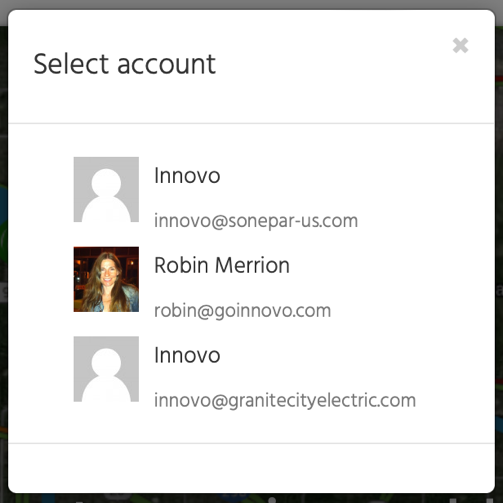 Select account
Innovo
innovo@sonepar-us.com
Robin Merrion
robin@goinnovo.com
Innovo
innovo@granitecityelectric.com